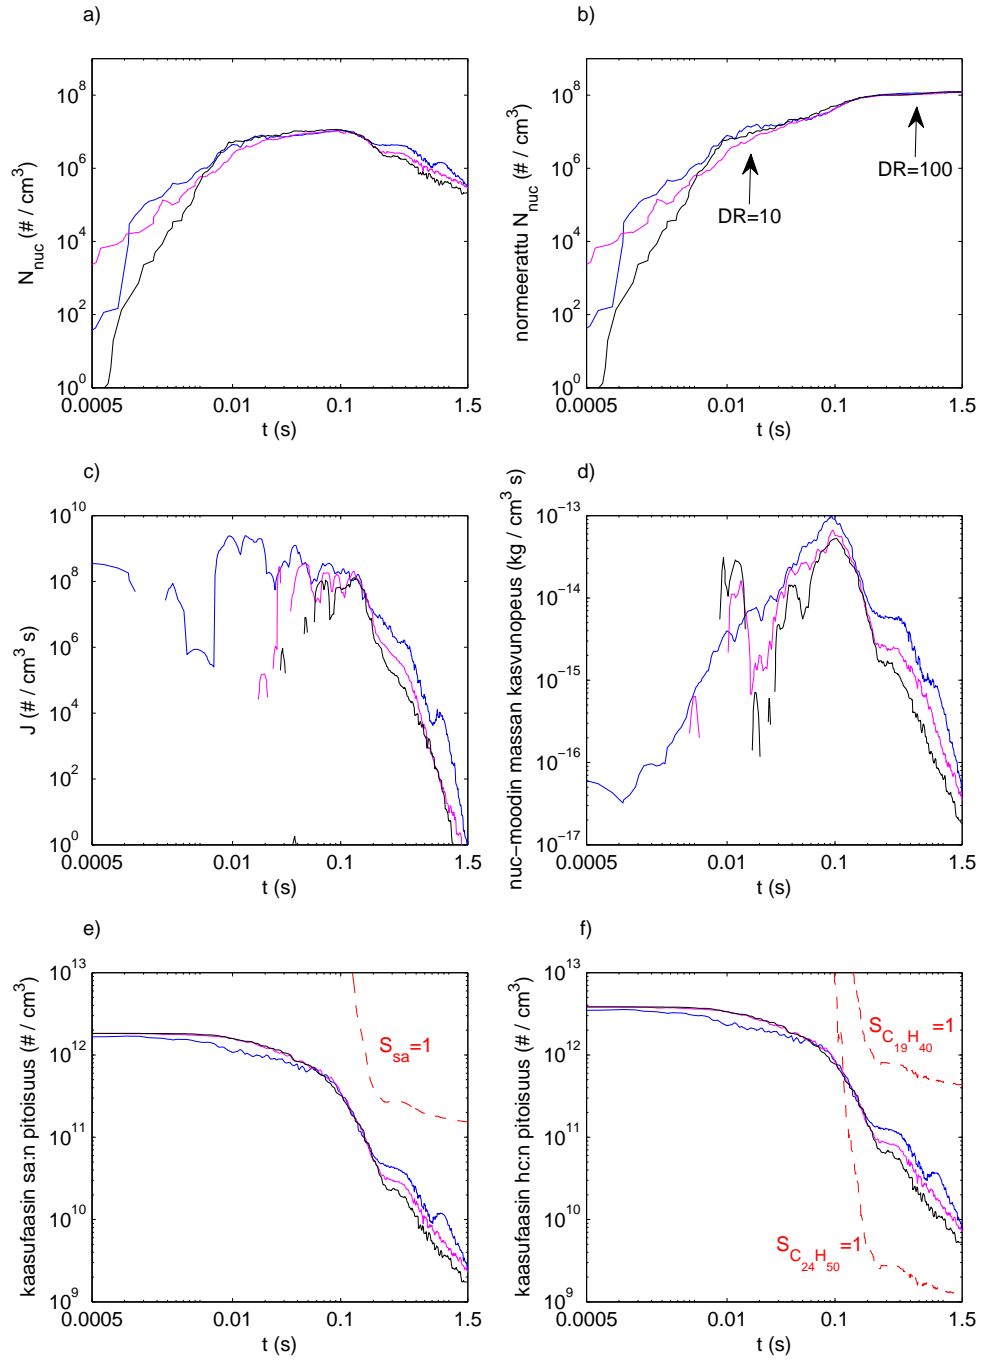 a)
N_nuc (# / cm^3)
10^8
10^6
10^4
10^2
10^0
0.0005 0.01 0.1 1.5
t (s)
b)
normeerattu N_nuc (# / cm^3)
10^8
10^6
10^4
10^2
10^0
DR=10
DR=100
0.0005 0.01 0.1 1.5
t (s)
c)
J (# / cm^3 s)
10^10
10^8
10^6
10^4
10^2
10^0
0.0005 0.01 0.1 1.5
t (s)
d)
nuc−moodin massan kasvunopeus (kg / cm^3 s)
10^−13
10^−14
10^−15
10^−16
10^−17
0.0005 0.01 0.1 1.5
t (s)
e)
kaasufaasin sa:n pitoisuus (# / cm^3)
10^13
10^12
10^11
10^10
10^9
S_sa=1
0.0005 0.01 0.1 1.5
t (s)
f)
kaasufaasin hc:n pitoisuus (# / cm^3)
10^13
10^12
10^11
10^10
10^9
S_C_19H_40=1
S_C_24H_50=1
0.0005 0.01 0.1 1.5
t (s)